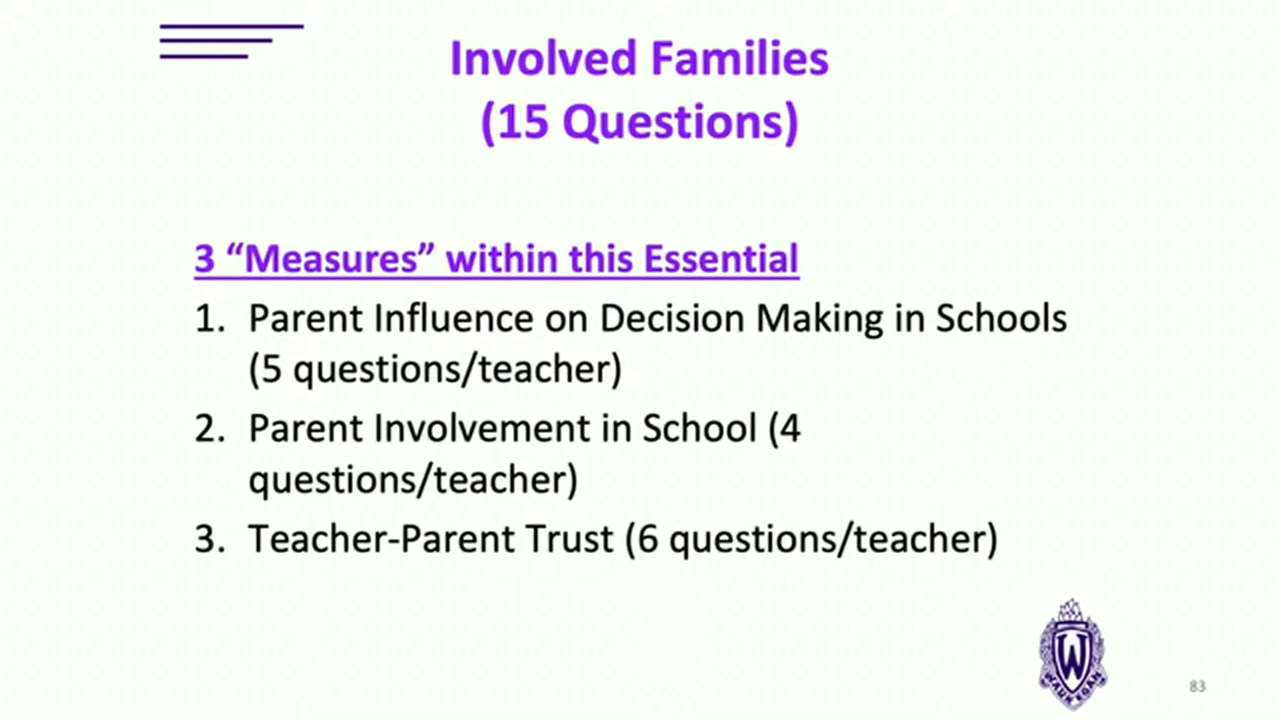 Involved Families
(15 Questions)
3 “Measures” within this Essential
1. Parent Influence on Decision Making in Schools
(5 questions/teacher)
2. Parent Involvement in School (4
questions/teacher)
3. Teacher-Parent Trust (6 questions/teacher)
W
WAUKEGAN
83